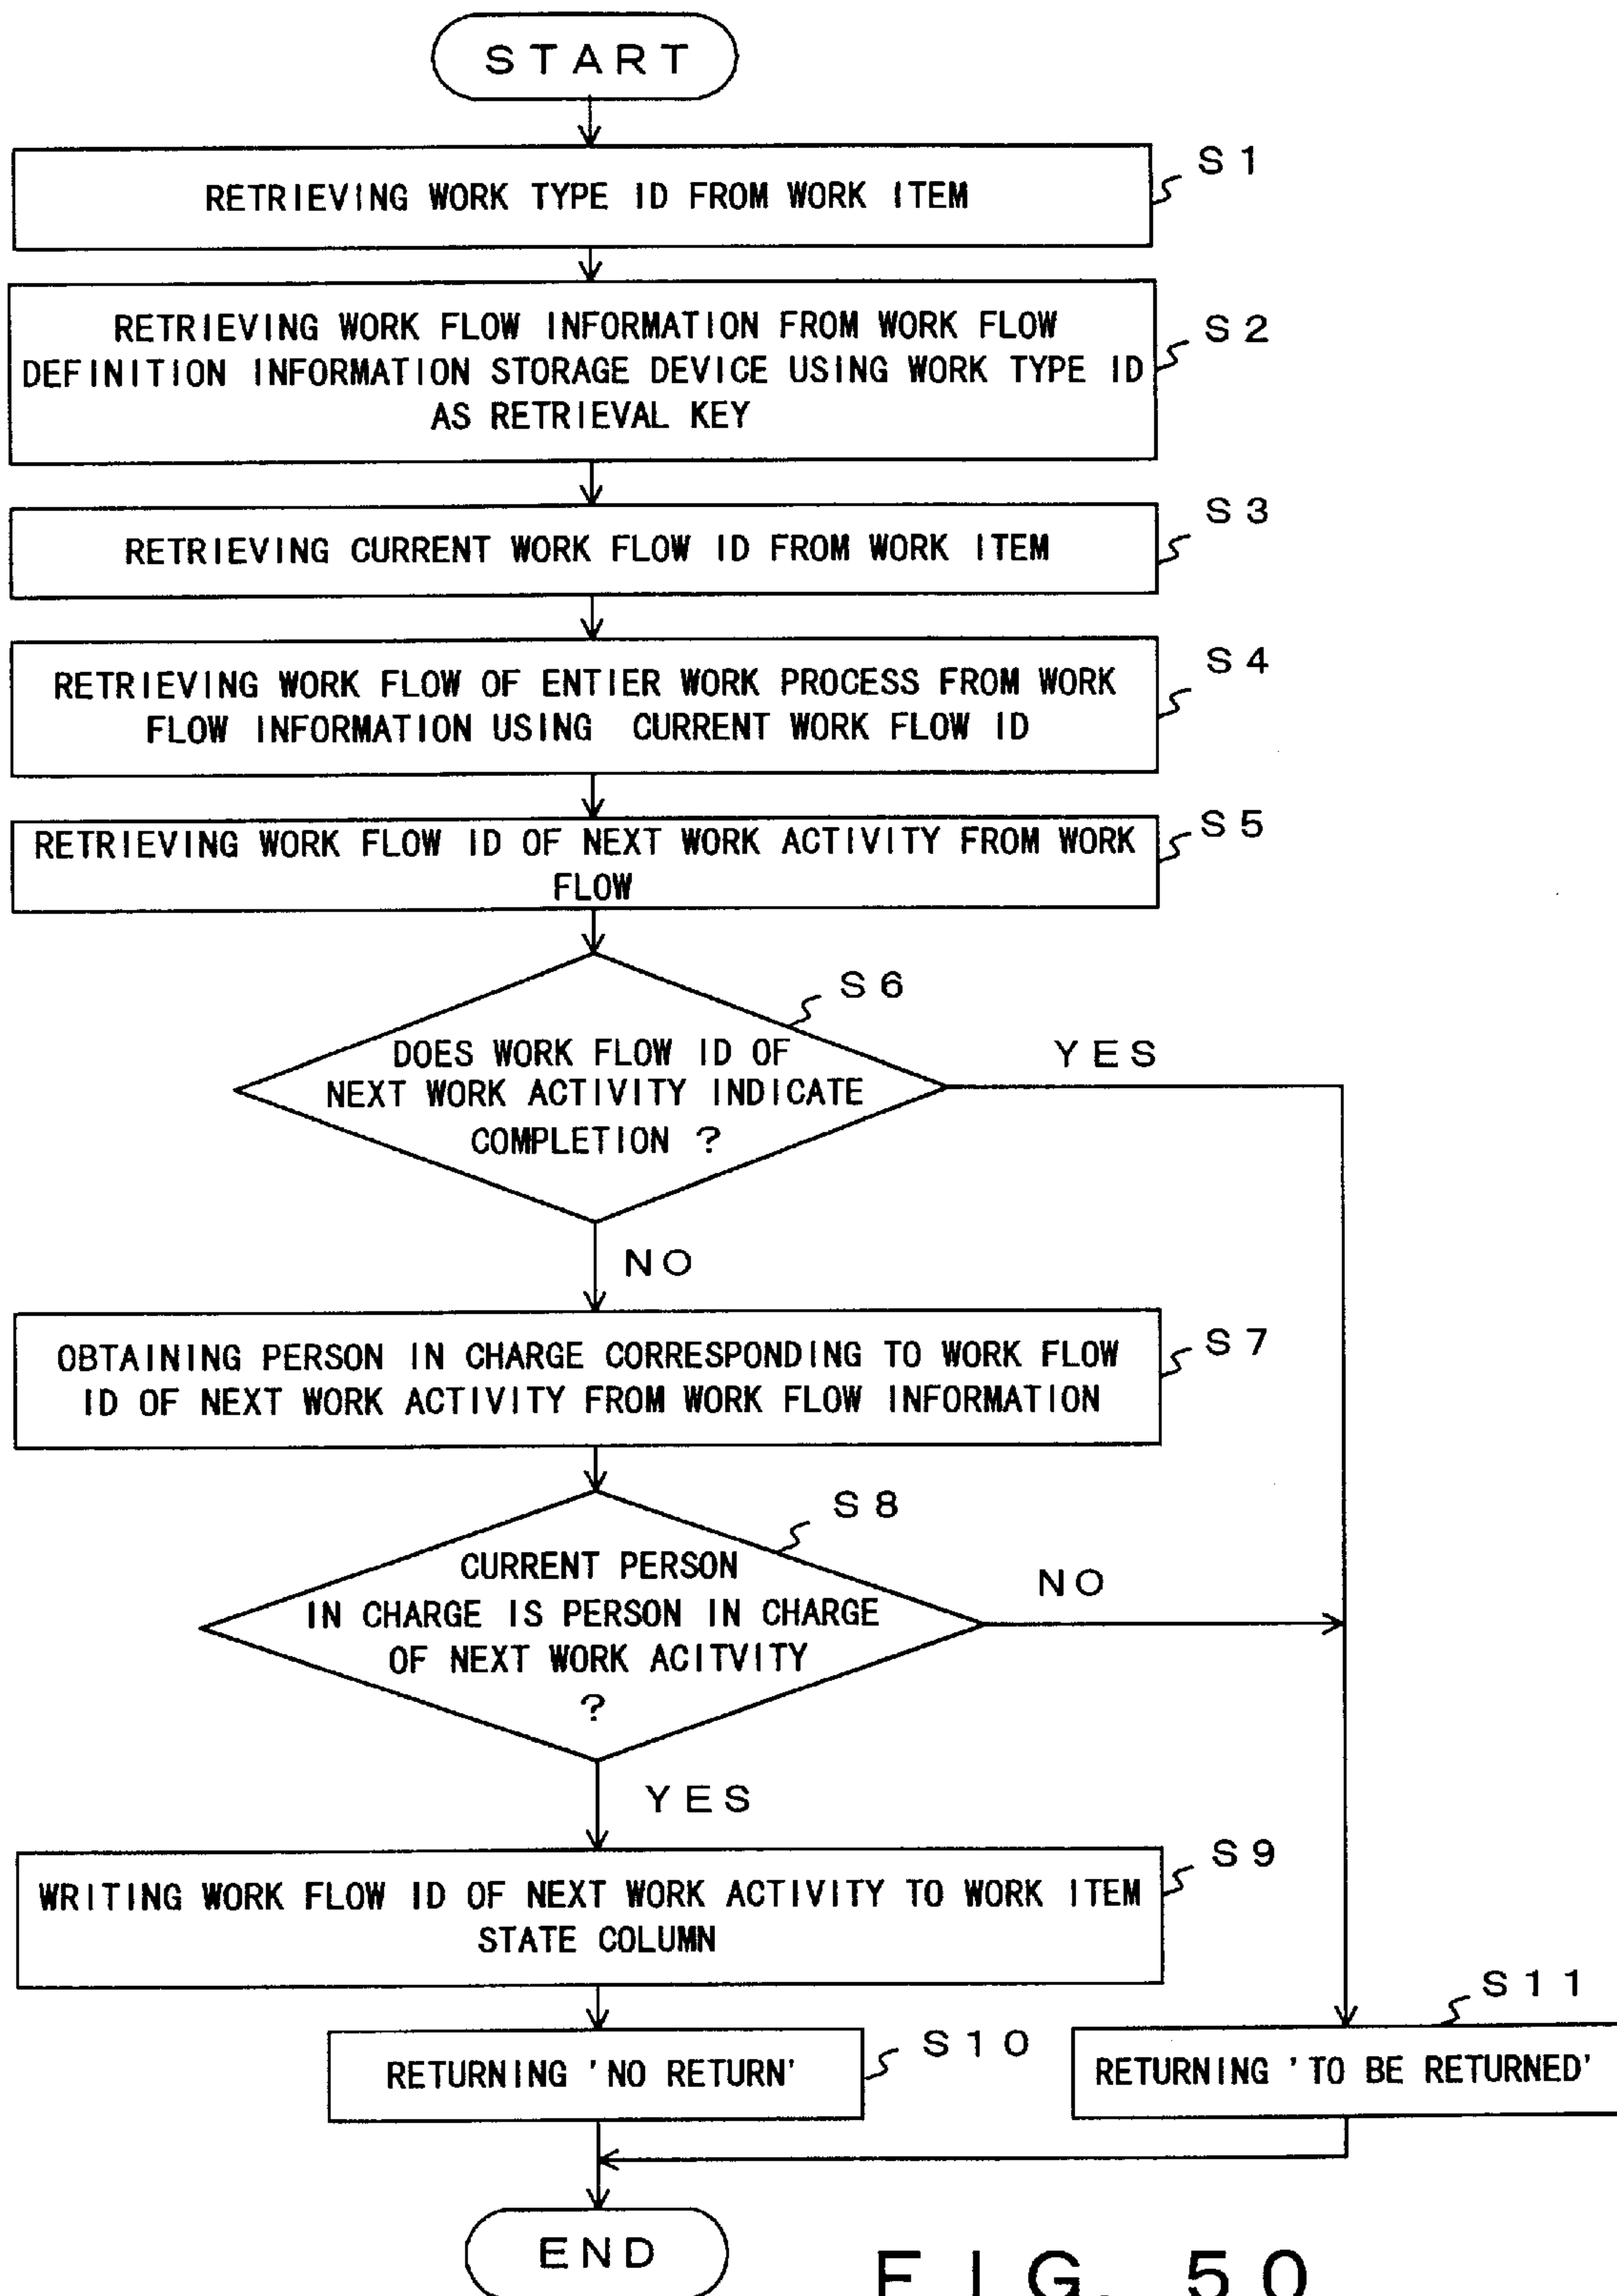 START
S1
RETRIEVING WORK TYPE ID FROM WORK ITEM
S2
RETRIEVING WORK FLOW INFORMATION FROM WORK FLOW
DEFINITION INFORMATION STORAGE DEVICE USING WORK TYPE ID
AS RETRIEVAL KEY
S3
RETRIEVING CURRENT WORK FLOW ID FROM WORK ITEM
S4
RETRIEVING WORK FLOW OF ENTIER WORK PROCESS FROM WORK
FLOW INFORMATION USING CURRENT WORK FLOW ID
S5
RETRIEVING WORK FLOW ID OF NEXT WORK ACTIVITY FROM WORK
FLOW
S6
DOES WORK FLOW ID OF
NEXT WORK ACTIVITY INDICATE
COMPLETION ?
YES
NO
S7
OBTAINING PERSON IN CHARGE CORRESPONDING TO WORK FLOW
ID OF NEXT WORK ACTIVITY FROM WORK FLOW INFORMATION
S8
CURRENT PERSON
IN CHARGE IS PERSON IN CHARGE
OF NEXT WORK ACITVITY
?
NO
YES
S9
WRITING WORK FLOW ID OF NEXT WORK ACTIVITY TO WORK ITEM
STATE COLUMN
S10
RETURNING 'NO RETURN'
S11
RETURNING 'TO BE RETURNED'
END
FIG. 50